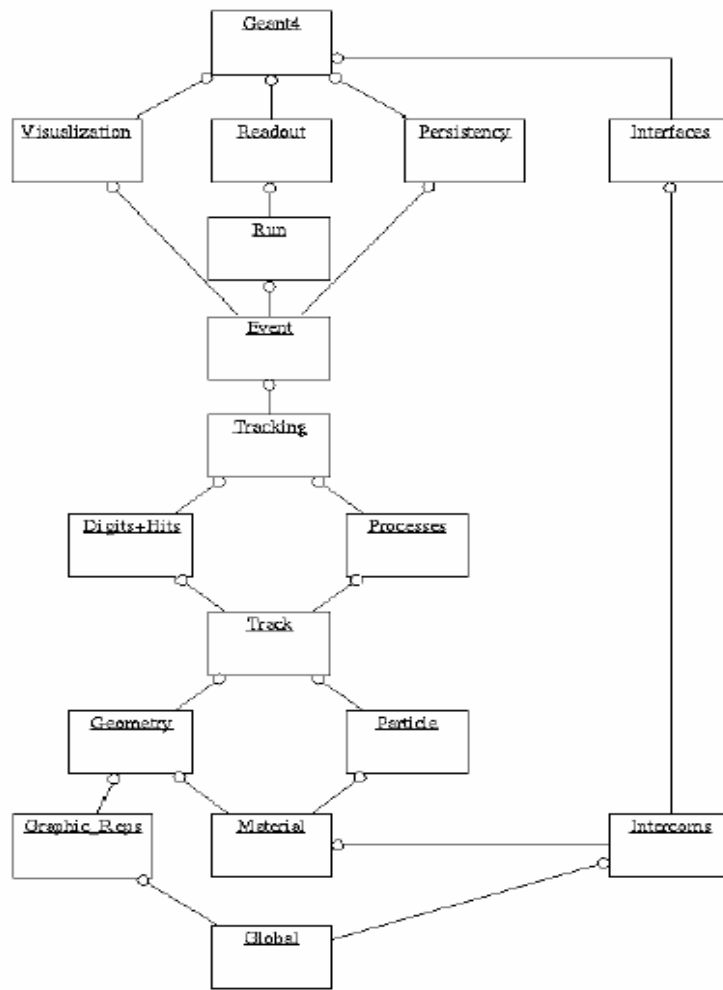 Geant4
Visualization
Readout
Persistency
Interfaces
Run
Event
Tracking
Digits+Hits
Processes
Track
Geometry
Particle
Graphic_Reps
Material
Intercoms
Global